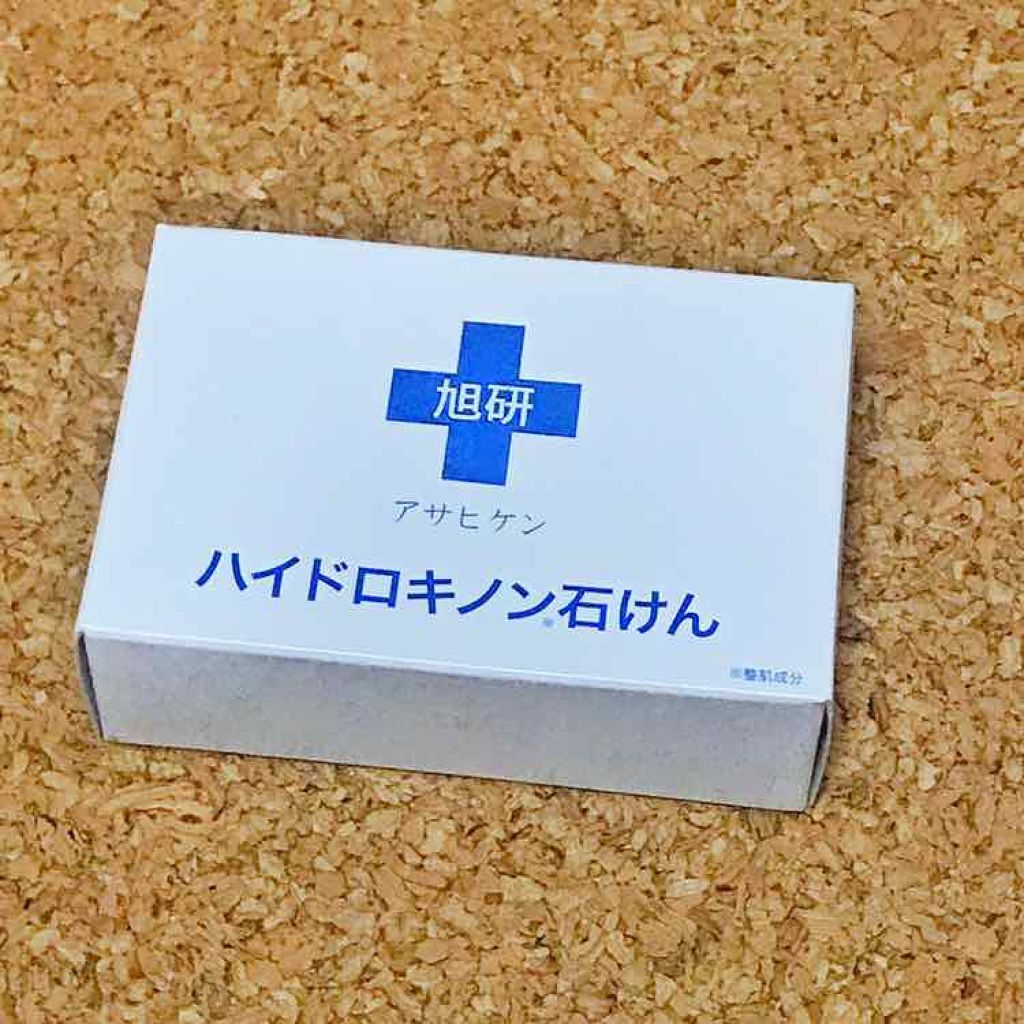 旭研
アサヒケン
ハイドロキノン※石けん
※整肌成分